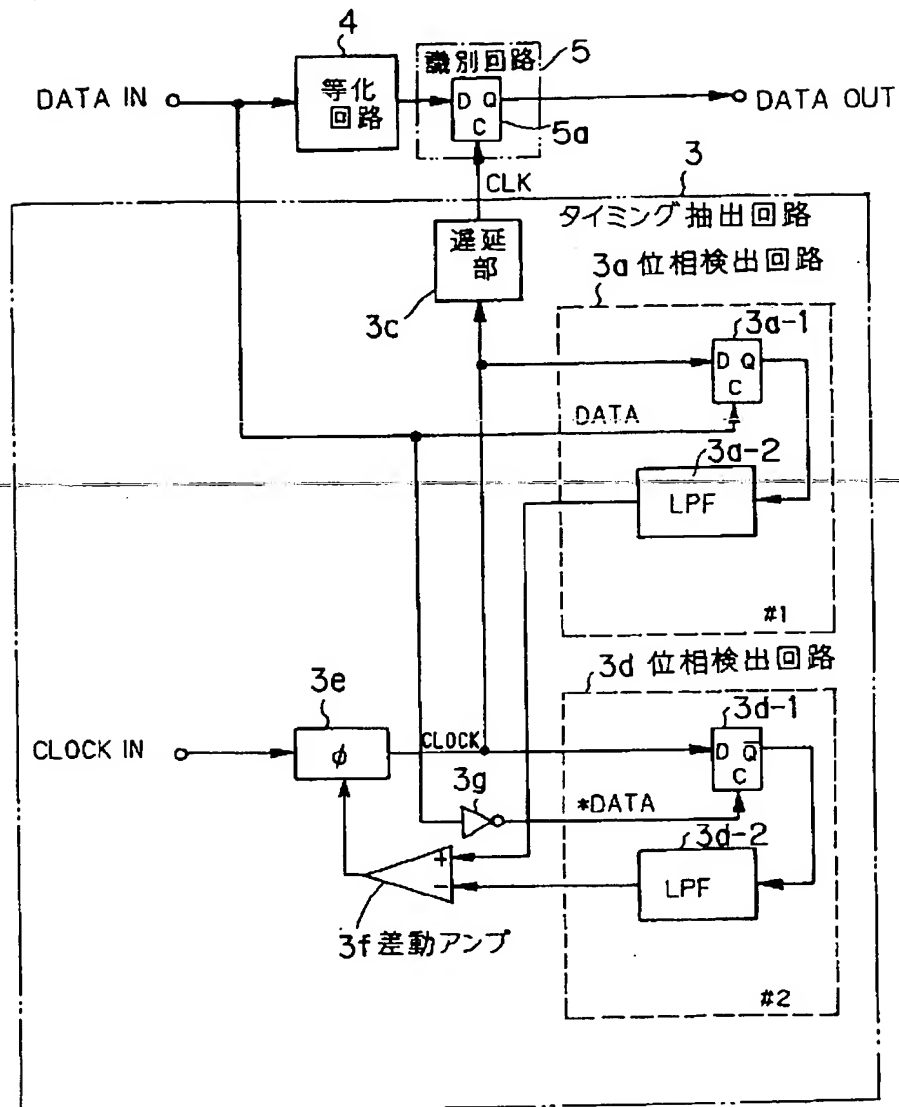 4
識別回路
5
DATA IN
等化
回路
D Q
C
5a
DATA OUT
CLK
3
タイミング抽出回路
遅延
部
3c
3a 位相検出回路
3a-1
D Q
C
DATA
3a-2
LPF
#1
3d 位相検出回路
3e
3d-1
CLOCK IN
φ
CLOCK
D Q̅
C
3g
*DATA
3d-2
+
−
LPF
3f 差動アンプ
#2